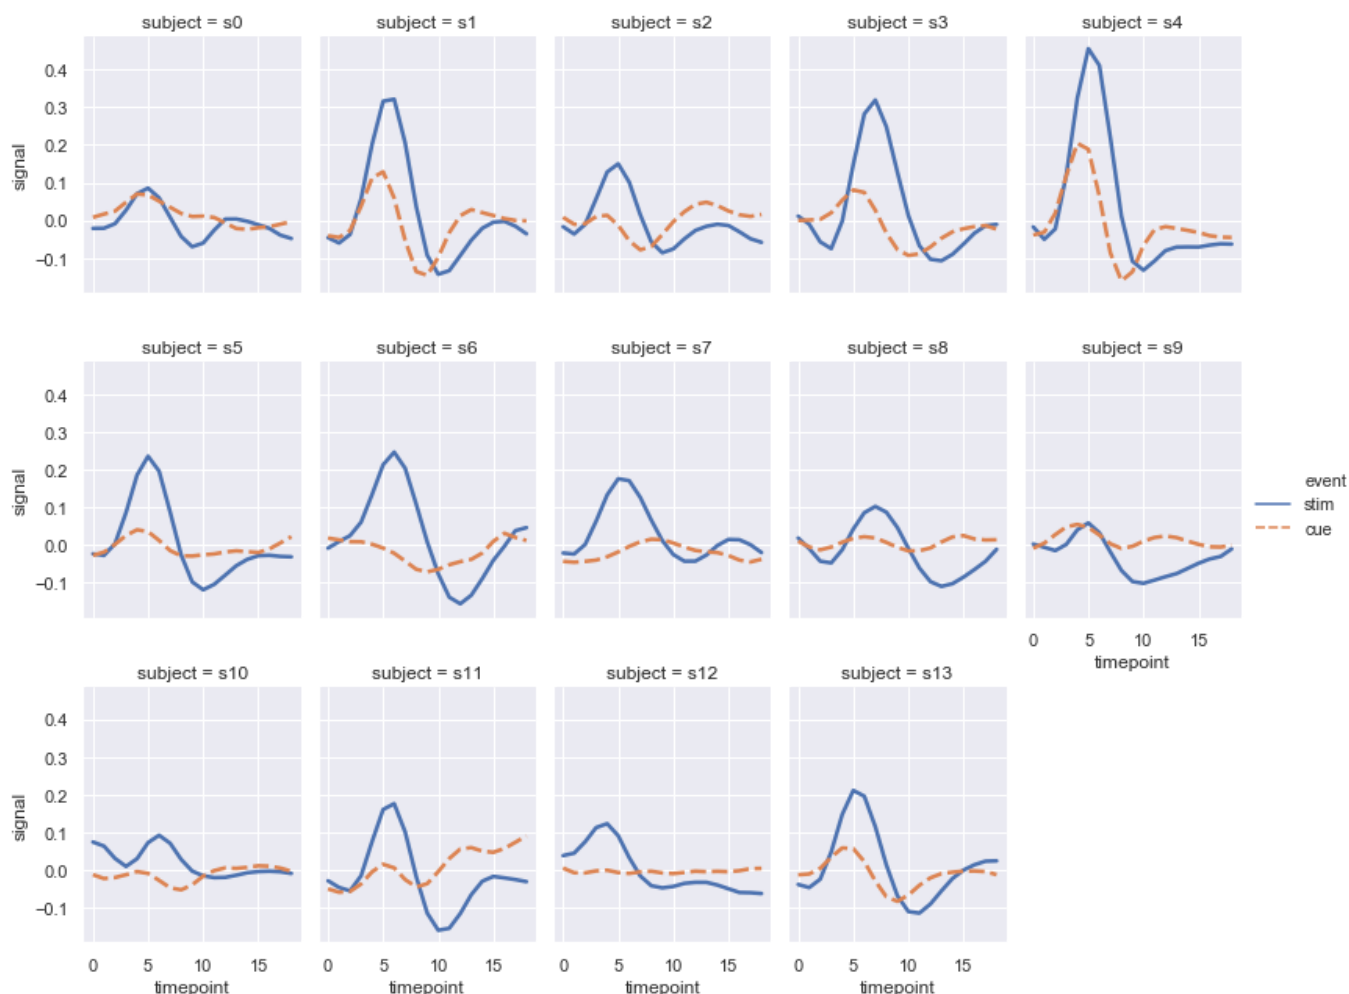 subject = s0 subject = s1 subject = s2 subject = s3 subject = s4
signal
0.4
0.3
0.2
0.1
0.0
−0.1
subject = s5 subject = s6 subject = s7 subject = s8 subject = s9
signal
0.4
0.3
0.2
0.1
0.0
−0.1
0 5 10 15
timepoint
event
stim
cue
subject = s10 subject = s11 subject = s12 subject = s13
signal
0.4
0.3
0.2
0.1
0.0
−0.1
0 5 10 15 0 5 10 15 0 5 10 15 0 5 10 15
timepoint timepoint timepoint timepoint